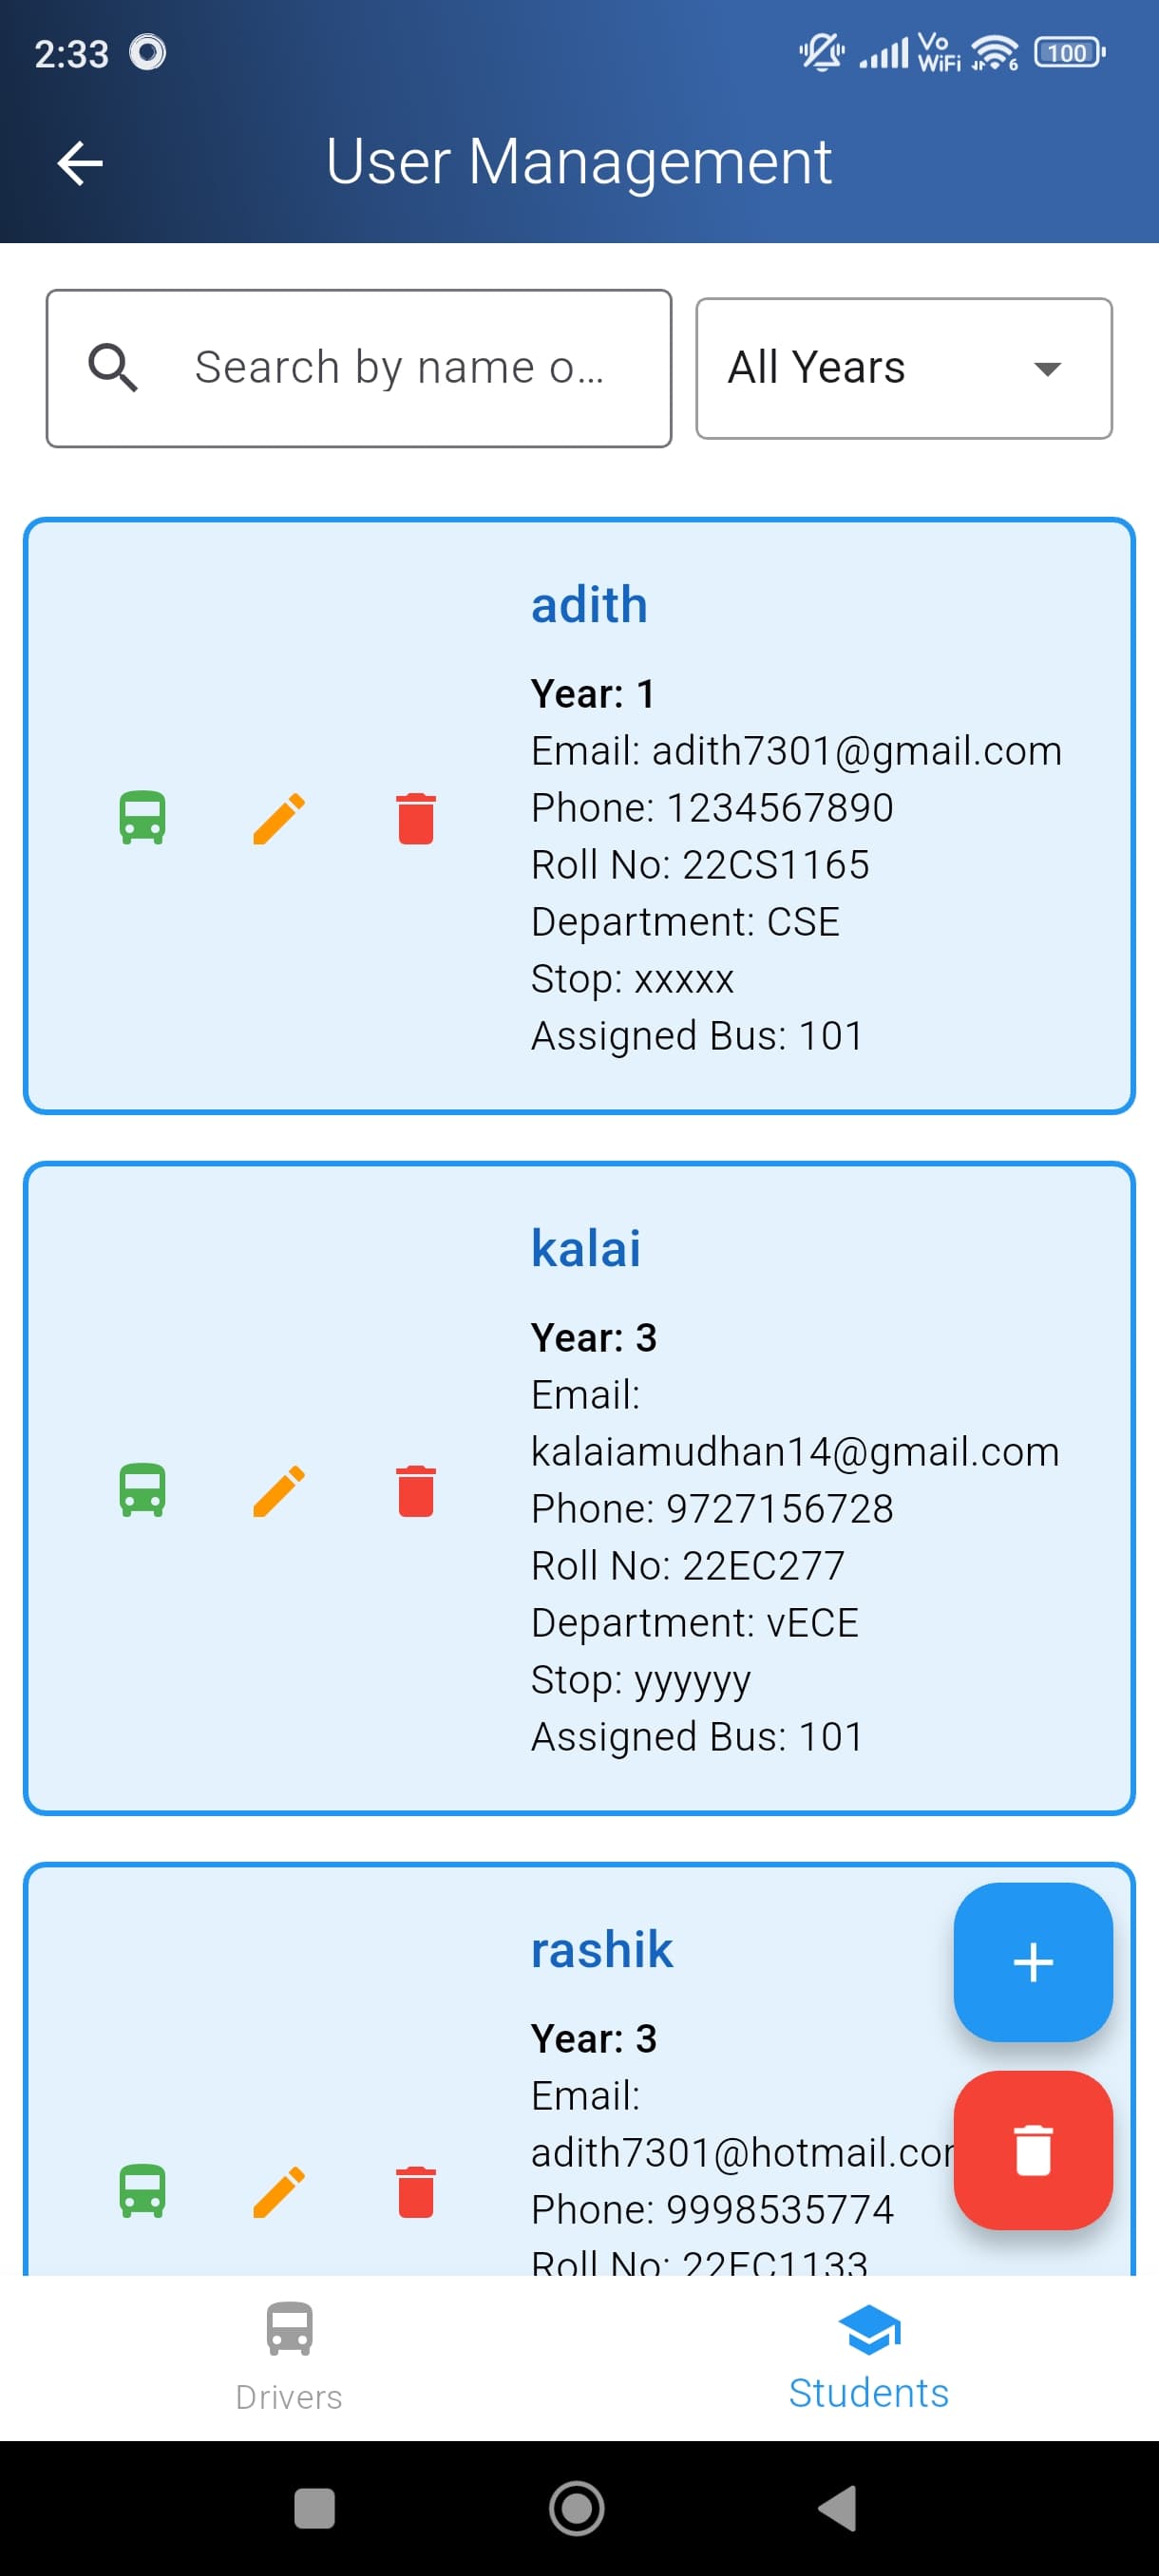 2:33
Vo
WiFi
6
100
User Management
Search by name o...
All Years
adith
Year: 1
Email: adith7301@gmail.com
Phone: 1234567890
Roll No: 22CS1165
Department: CSE
Stop: xxxxx
Assigned Bus: 101
kalai
Year: 3
Email:
kalaiamudhan14@gmail.com
Phone: 9727156728
Roll No: 22EC277
Department: vECE
Stop: yyyyyy
Assigned Bus: 101
rashik
Year: 3
Email:
adith7301@hotmail.com
Phone: 9998535774
Roll No: 22EC1133
Drivers
Students